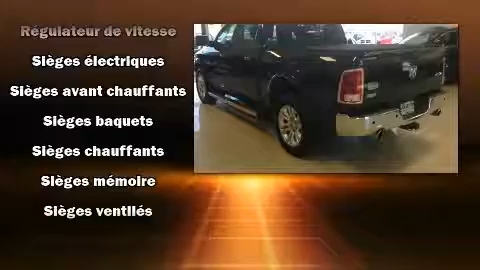 Régulateur de vitesse
Sièges électriques
Sièges avant chauffants
Sièges baquets
Sièges chauffants
Sièges mémoire
Sièges ventilés